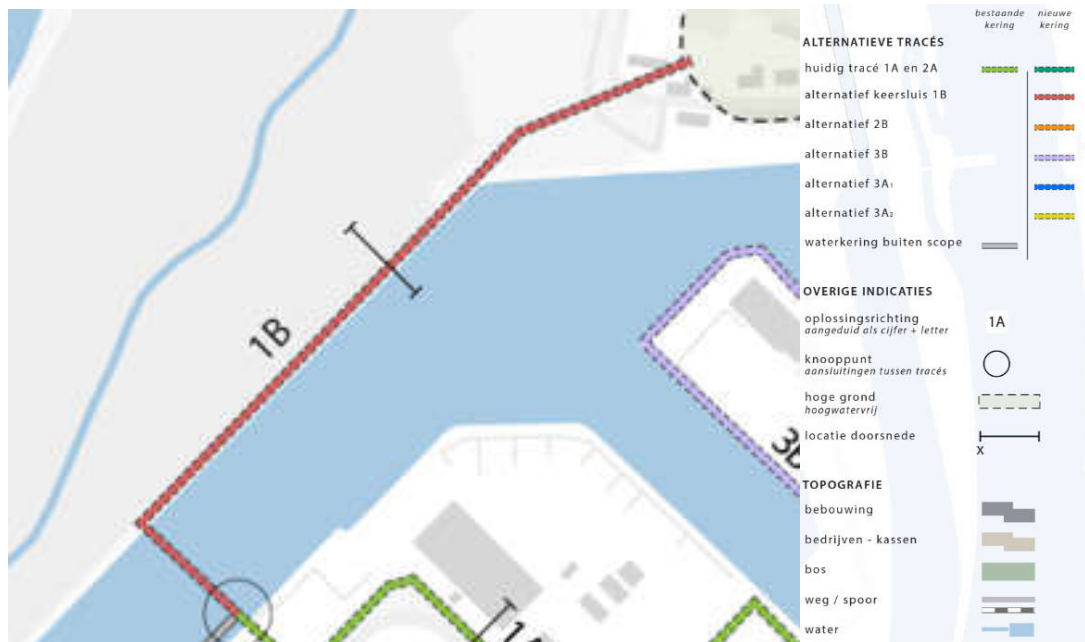 1B
3B
1A
bestaande nieuwe
kering kering
ALTERNATIEVE TRACÉS
huidig tracé 1A en 2A
alternatief keersluis 1B
alternatief 2B
alternatief 3B
alternatief 3A₁
alternatief 3A₂
waterkering buiten scope
OVERIGE INDICATIES
oplossingsrichting 1A
aangeduid als cijfer + letter
knooppunt
aansluitingen tussen tracés
hoge grond
hoogwatervrij
locatie doorsnede
x
TOPOGRAFIE
bebouwing
bedrijven - kassen
bos
weg / spoor
water